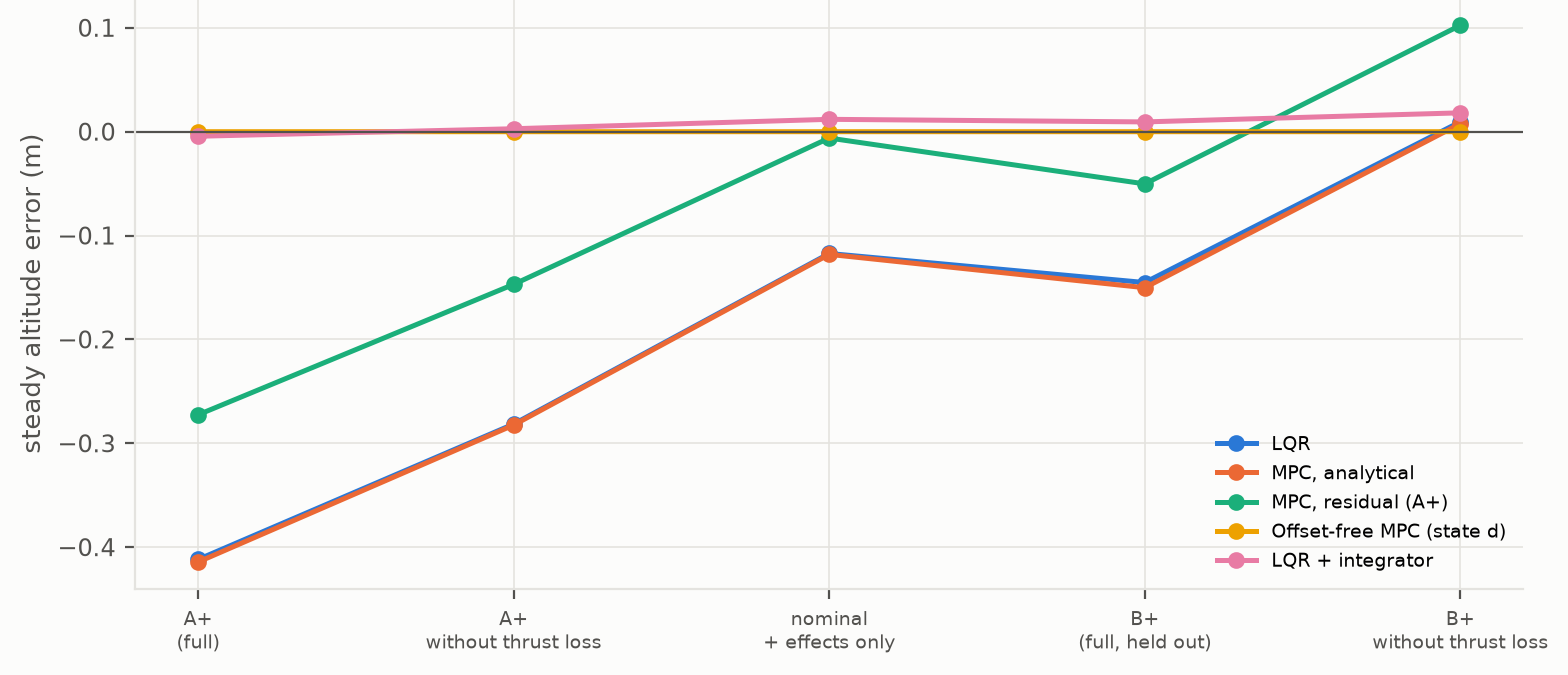 steady altitude error (m)
0.1
0.0
−0.1
−0.2
−0.3
−0.4
LQR
MPC, analytical
MPC, residual (A+)
Offset-free MPC (state d)
LQR + integrator
A+
(full)
A+
without thrust loss
nominal
+ effects only
B+
(full, held out)
B+
without thrust loss